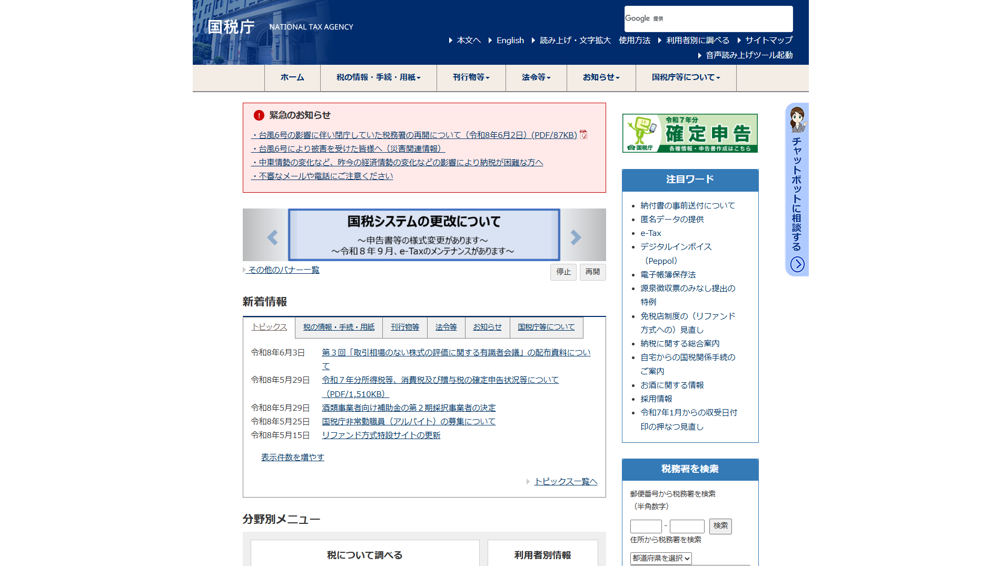 国税庁 NATIONAL TAX AGENCY
Google 提供
本文へ English 読み上げ・文字拡大 使用方法 利用者別に調べる サイトマップ
音声読み上げツール起動
ホーム 税の情報・手続・用紙 刊行物等 法令等 お知らせ 国税庁等について
緊急のお知らせ
・台風6号の影響に伴い閉庁していた税務署の再開について（令和8年6月2日）(PDF/87KB)
・台風6号により被害を受けた皆様へ（災害関連情報）
・中東情勢の変化など、昨今の経済情勢の変化などの影響により納税が困難な方へ
・不審なメールや電話にご注意ください
国税システムの更改について
～申告書等の様式変更があります～
～令和８年９月、e-Taxのメンテナンスがあります～
その他のバナー一覧
停止 再開
新着情報
トピックス 税の情報・手続・用紙 刊行物等 法令等 お知らせ 国税庁等について
令和8年6月3日 第３回「取引相場のない株式の評価に関する有識者会議」の配布資料につい
て
令和8年5月29日 令和７年分所得税等、消費税及び贈与税の確定申告状況等について
（PDF/1,510KB）
令和8年5月29日 酒類事業者向け補助金の第２期採択事業者の決定
令和8年5月25日 国税庁非常勤職員（アルバイト）の募集について
令和8年5月15日 リファンド方式特設サイトの更新
表示件数を増やす
トピックス一覧へ
分野別メニュー
税について調べる
利用者別情報
令和７年分
確定申告
国税庁 各種情報・申告書作成はこちら
注目ワード
納付書の事前送付について
匿名データの提供
e-Tax
デジタルインボイス
（Peppol）
電子帳簿保存法
源泉徴収票のみなし提出の
特例
免税店制度の（リファンド
方式への）見直し
納税に関する総合案内
自宅からの国税関係手続の
ご案内
お酒に関する情報
採用情報
令和7年1月からの収受日付
印の押なつ見直し
税務署を検索
郵便番号から税務署を検索
（半角数字）
- 検索
住所から税務署を検索
都道府県を選択
チャットボットに相談する